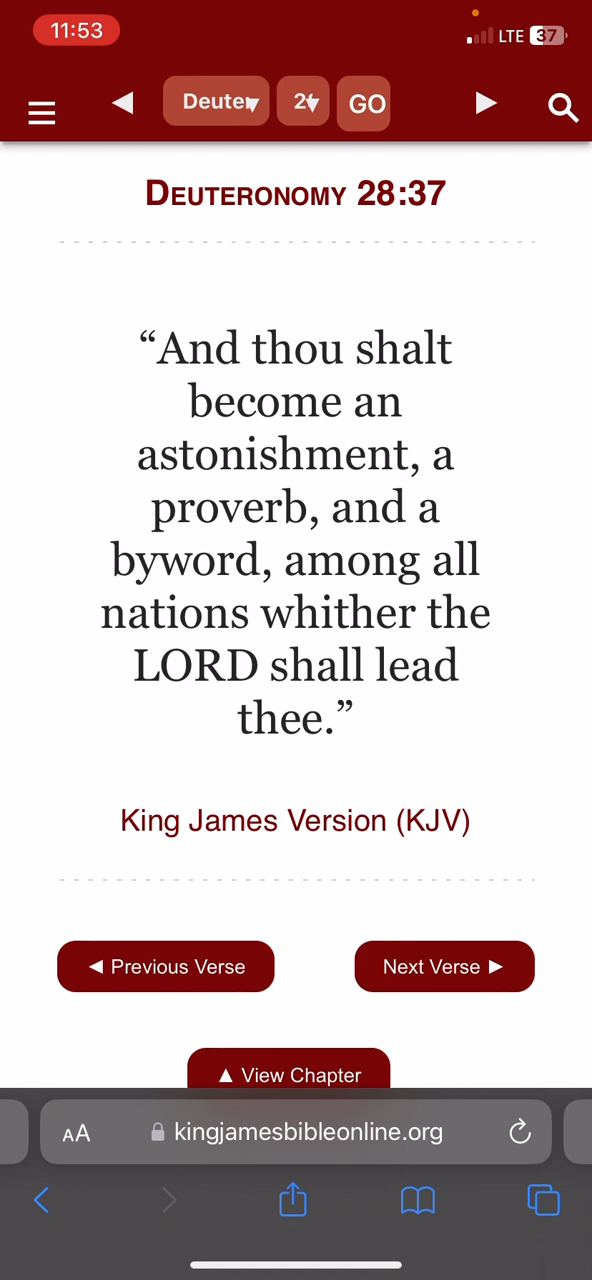 11:53
LTE 37
Deuter 2 GO
DEUTERONOMY 28:37
“And thou shalt
become an
astonishment, a
proverb, and a
byword, among all
nations whither the
LORD shall lead
thee.”
King James Version (KJV)
◄ Previous Verse
Next Verse ►
▲ View Chapter
AA kingjamesbibleonline.org